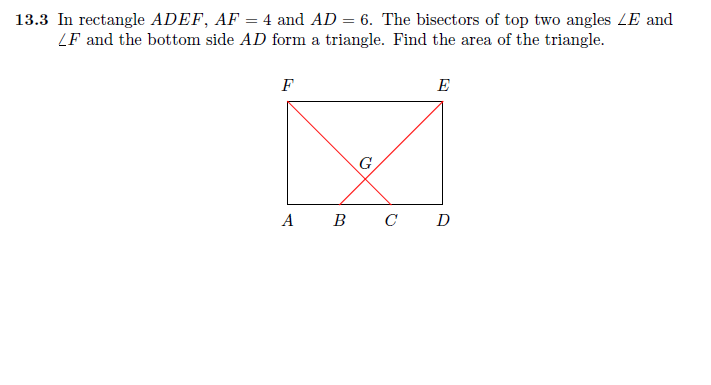 13.3 In rectangle ADEF, AF = 4 and AD = 6. The bisectors of top two angles ∠E and
∠F and the bottom side AD form a triangle. Find the area of the triangle.
F E
G
A B C D